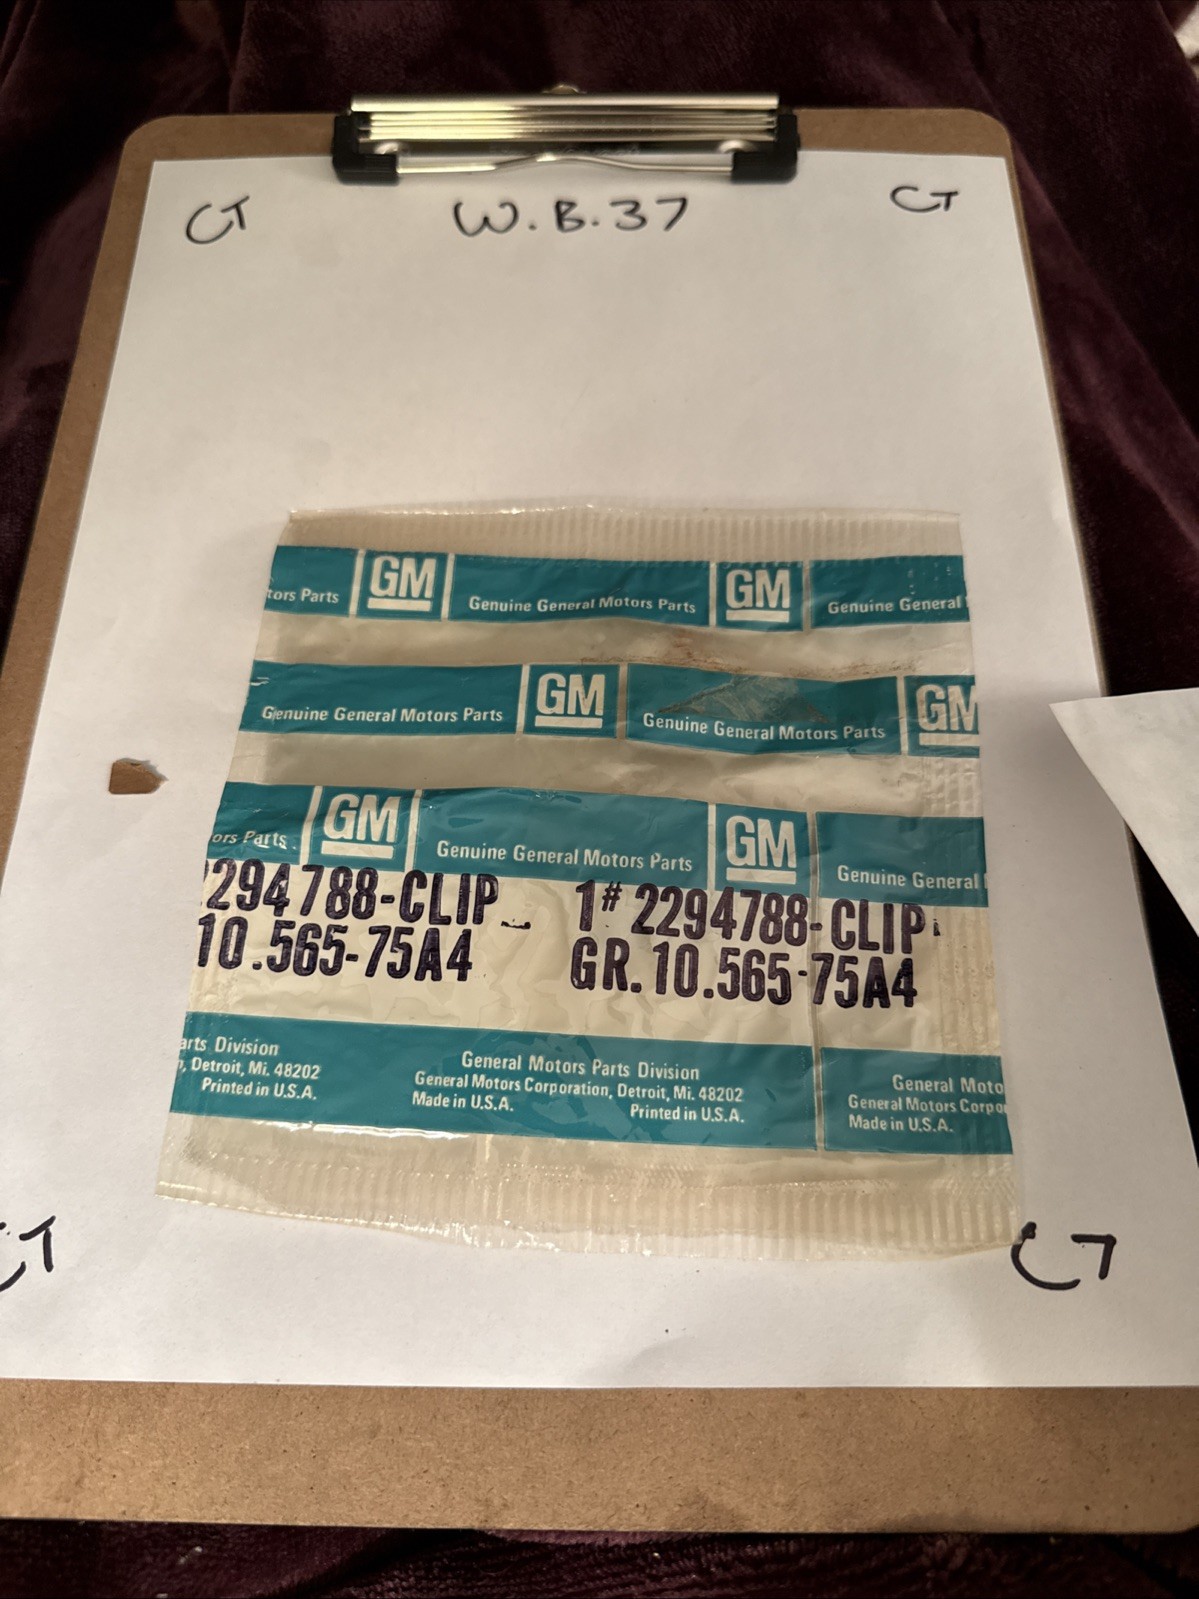 CT W.B.37 CT
tors Parts GM Genuine General Motors Parts GM Genuine General
Genuine General Motors Parts GM Genuine General Motors Parts GM
ors Parts GM Genuine General Motors Parts GM Genuine General
2294788-CLIP 1# 2294788-CLIP
10.565-75A4 GR.10.565-75A4
arts Division General Motors Parts Division General Moto
, Detroit, Mi. 48202 General Motors Corporation, Detroit, Mi. 48202 General Motors Corpor
Printed in U.S.A. Made in U.S.A. Printed in U.S.A. Made in U.S.A.
CT CT